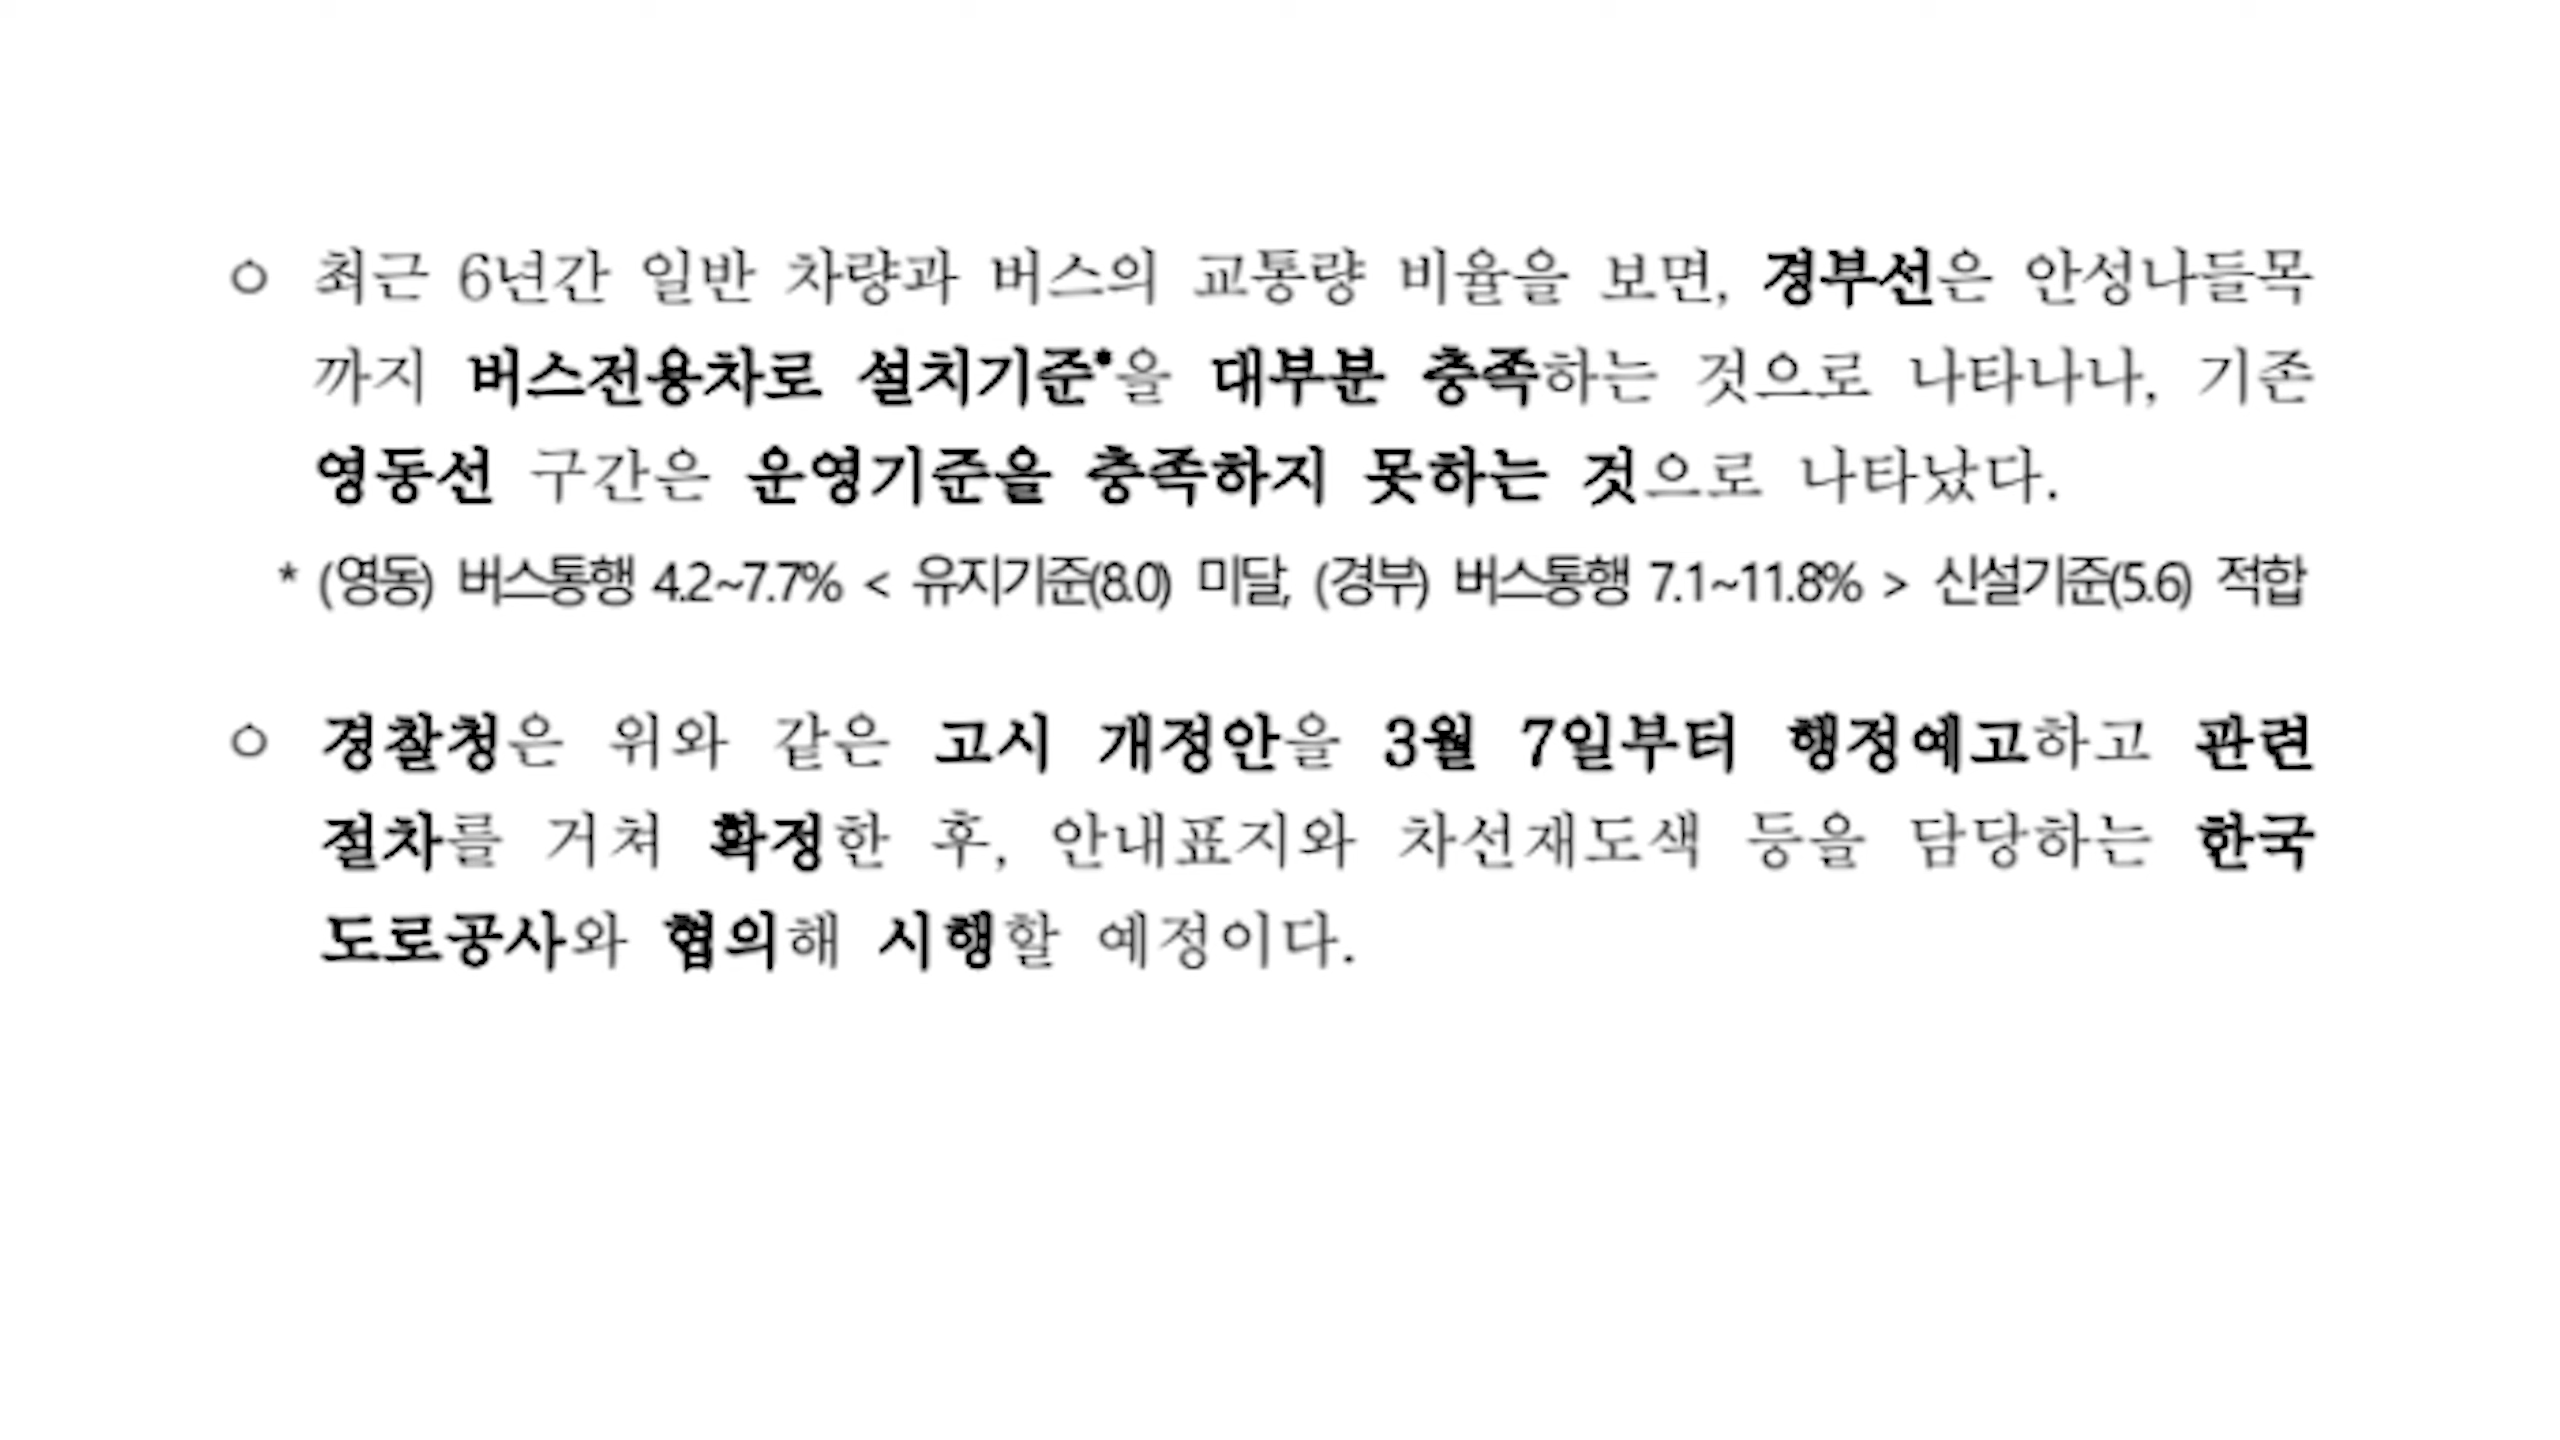 ○ 최근 6년간 일반 차량과 버스의 교통량 비율을 보면, 경부선은 안성나들목
까지 버스전용차로 설치기준*을 대부분 충족하는 것으로 나타나나, 기존
영동선 구간은 운영기준을 충족하지 못하는 것으로 나타났다.
* (영동) 버스통행 4.2~7.7% < 유지기준(8.0) 미달, (경부) 버스통행 7.1~11.8% > 신설기준(5.6) 적합
○ 경찰청은 위와 같은 고시 개정안을 3월 7일부터 행정예고하고 관련
절차를 거쳐 확정한 후, 안내표지와 차선재도색 등을 담당하는 한국
도로공사와 협의해 시행할 예정이다.